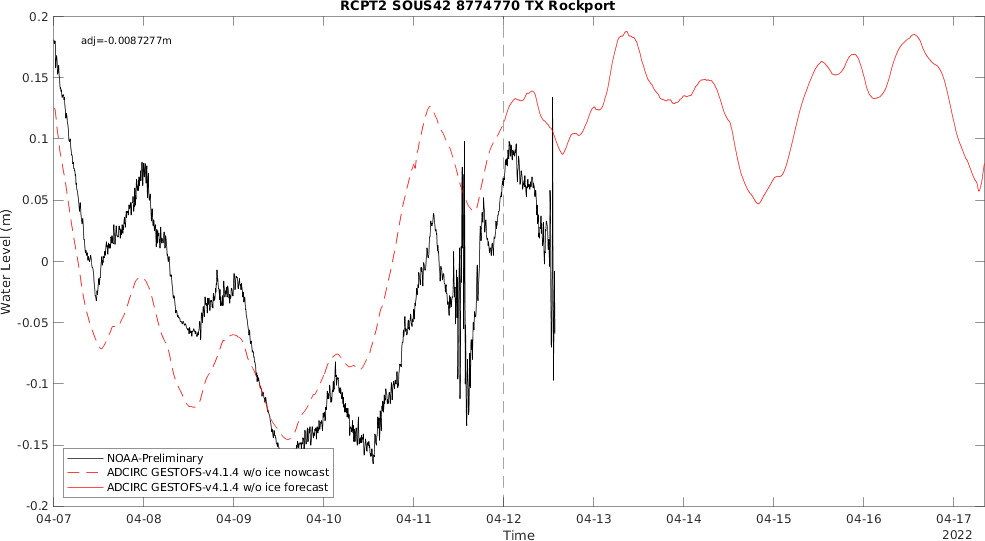 RCPT2 SOUS42 8774770 TX Rockport
adj=-0.0087277m
0.2
0.15
0.1
0.05
0
-0.05
-0.1
-0.15
-0.2
Water Level (m)
NOAA-Preliminary
ADCIRC GESTOFS-v4.1.4 w/o ice nowcast
ADCIRC GESTOFS-v4.1.4 w/o ice forecast
04-07 04-08 04-09 04-10 04-11 04-12 04-13 04-14 04-15 04-16 04-17
Time
2022